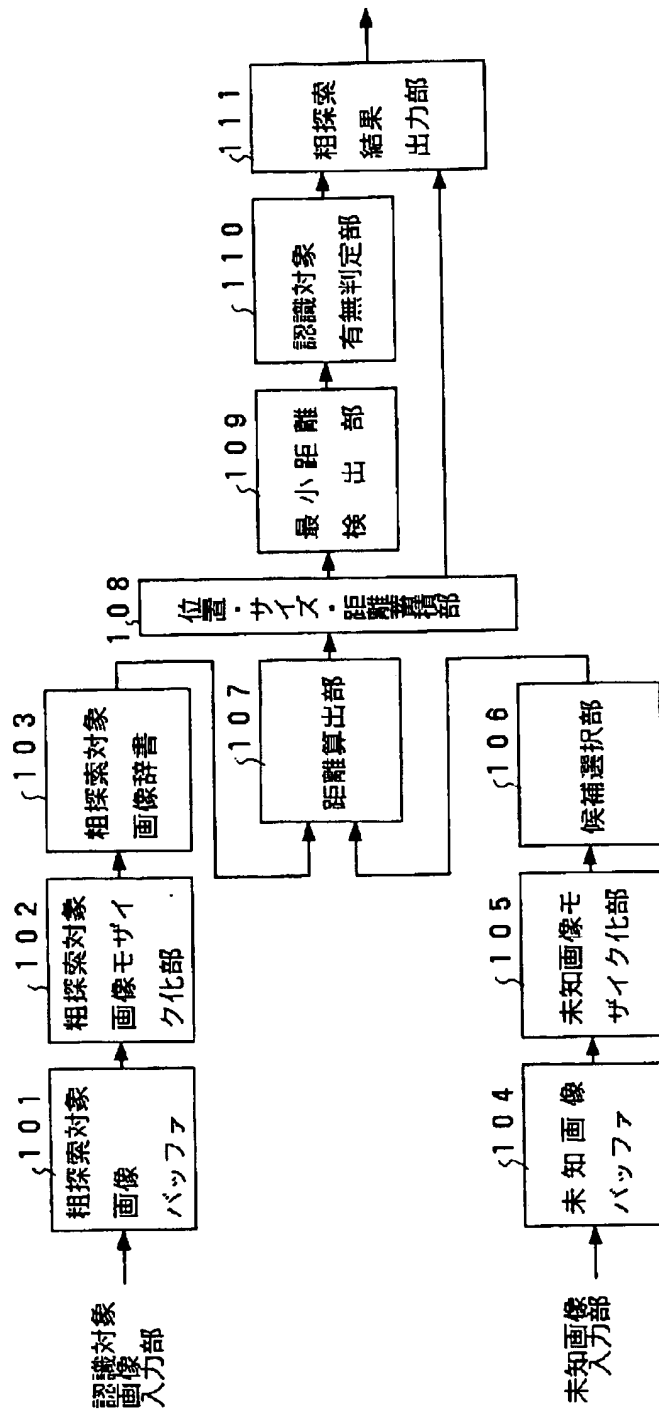 認識対象
画像
入力部
101
粗探索対象
画像
バッファ
102
粗探索対象
画像モザイ
ク化部
103
粗探索対象
画像辞書
未知画像
入力部
104
未知画像
バッファ
105
未知画像モ
ザイク化部
106
候補選択部
107
距離算出部
108
位置・サイズ・距離蓄積部
109
最小距離
検出部
110
認識対象
有無判定部
111
粗探索
結果
出力部